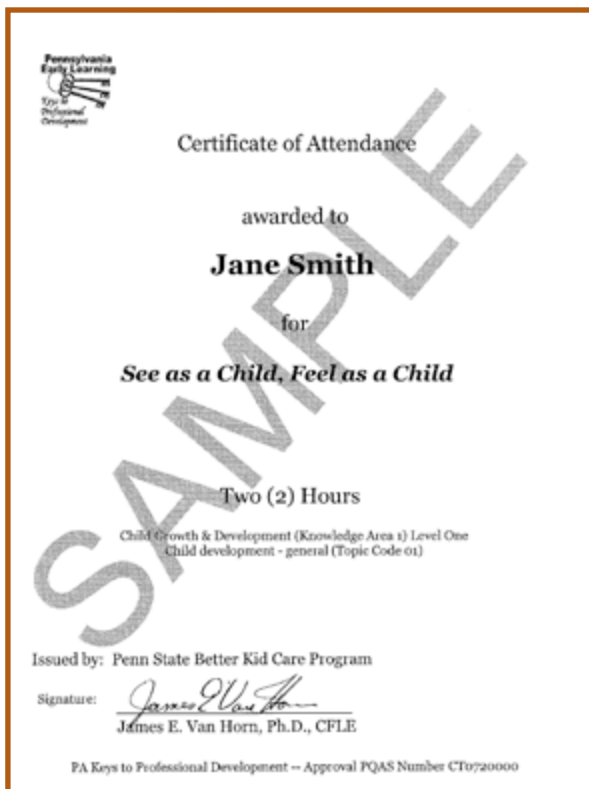 Pennsylvania
Early Learning
Keys to
Professional
Development
Certificate of Attendance
awarded to
Jane Smith
for
See as a Child, Feel as a Child
SAMPLE
Two (2) Hours
Child Growth & Development (Knowledge Area 1) Level One
Child development - general (Topic Code 01)
Issued by: Penn State Better Kid Care Program
Signature: James E Van Horn
James E. Van Horn, Ph.D., CFLE
PA Keys to Professional Development -- Approval PQAS Number CT0720000